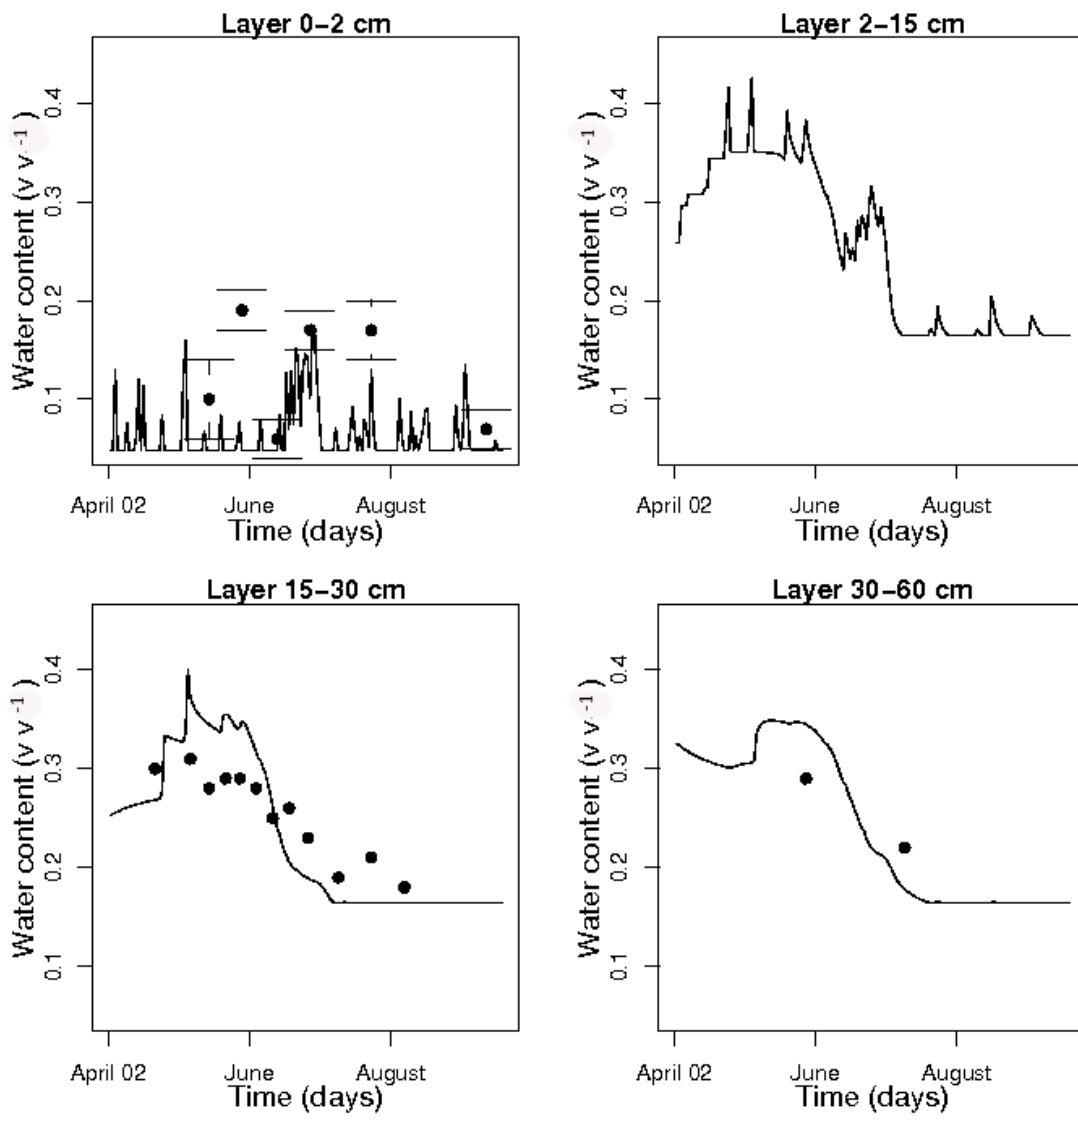 Layer 0−2 cm
Water content (v v -1 )
0.1 0.2 0.3 0.4
April 02 June August
Time (days)
Layer 2−15 cm
Water content (v v -1 )
0.1 0.2 0.3 0.4
April 02 June August
Time (days)
Layer 15−30 cm
Water content (v v -1 )
0.1 0.2 0.3 0.4
April 02 June August
Time (days)
Layer 30−60 cm
Water content (v v -1 )
0.1 0.2 0.3 0.4
April 02 June August
Time (days)